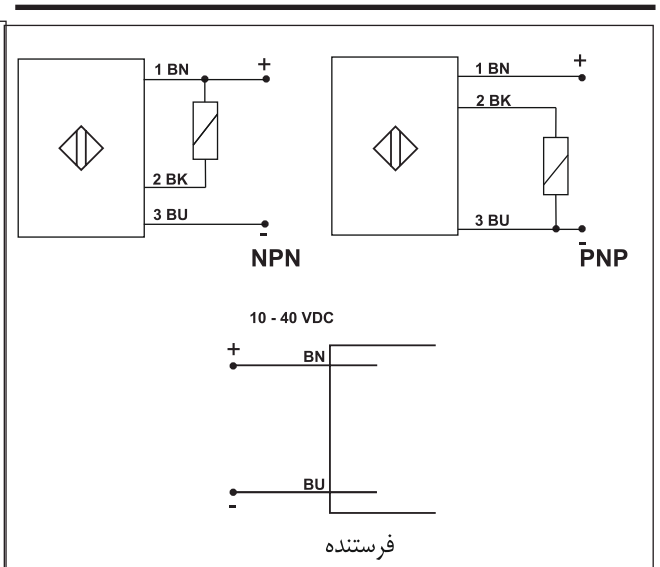 1 BN +
2 BK
3 BU -
NPN
1 BN +
2 BK
3 BU -
PNP
10 - 40 VDC
+ BN
BU
-
فرستنده